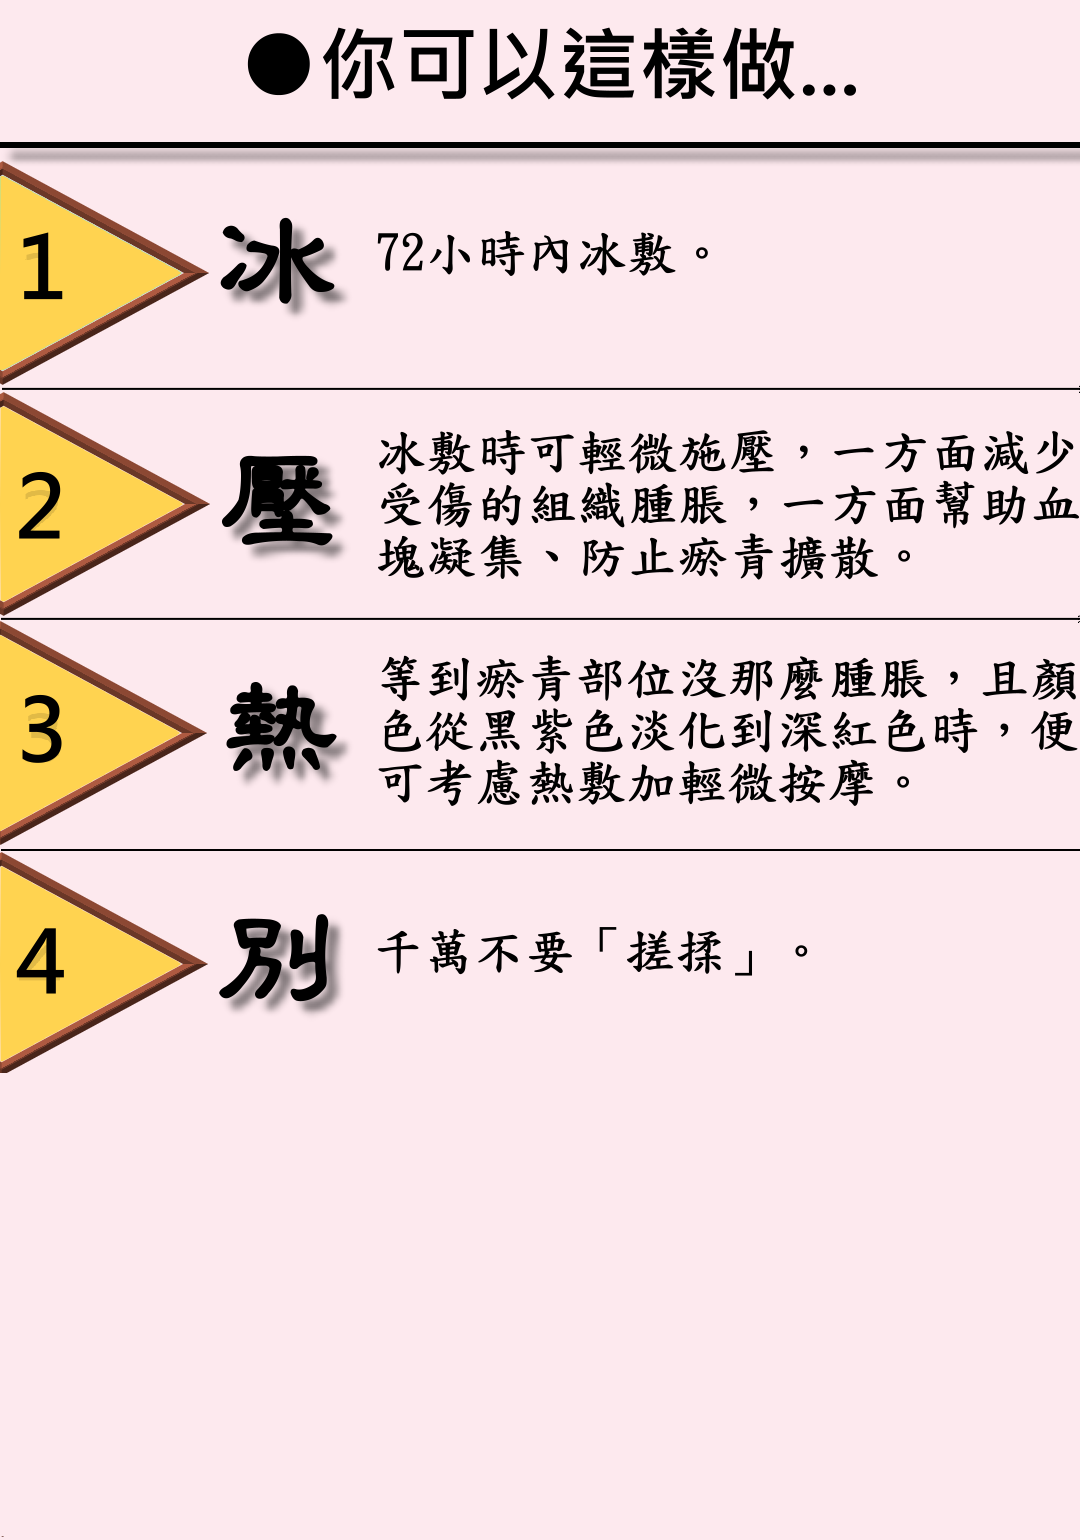 ●你可以這樣做...
1
冰
72小時內冰敷。
2
壓
冰敷時可輕微施壓，一方面減少
受傷的組織腫脹，一方面幫助血
塊凝集、防止瘀青擴散。
3
熱
等到瘀青部位沒那麼腫脹，且顏
色從黑紫色淡化到深紅色時，便
可考慮熱敷加輕微按摩。
4
別
千萬不要「搓揉」。